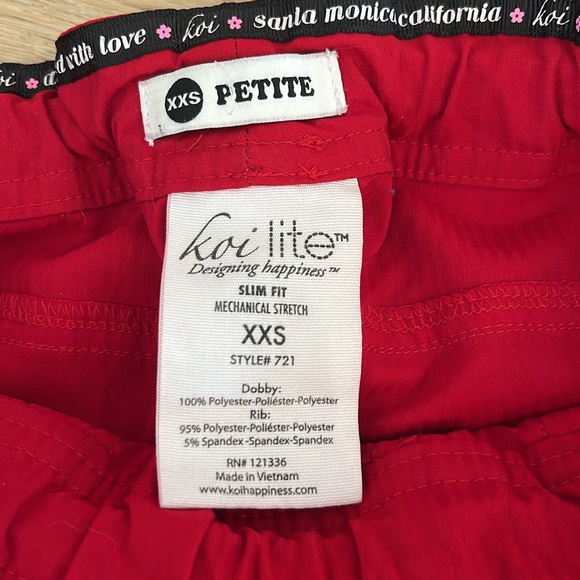 d with love koi santa monica california koi
koi
XXS PETITE
koi lite™
Designing happiness™
SLIM FIT
MECHANICAL STRETCH
XXS
STYLE# 721
Dobby:
100% Polyester-Poliéster-Polyester
Rib:
95% Polyester-Poliéster-Polyester
5% Spandex -Spandex-Spandex
RN# 121336
Made in Vietnam
www.koihappiness.com